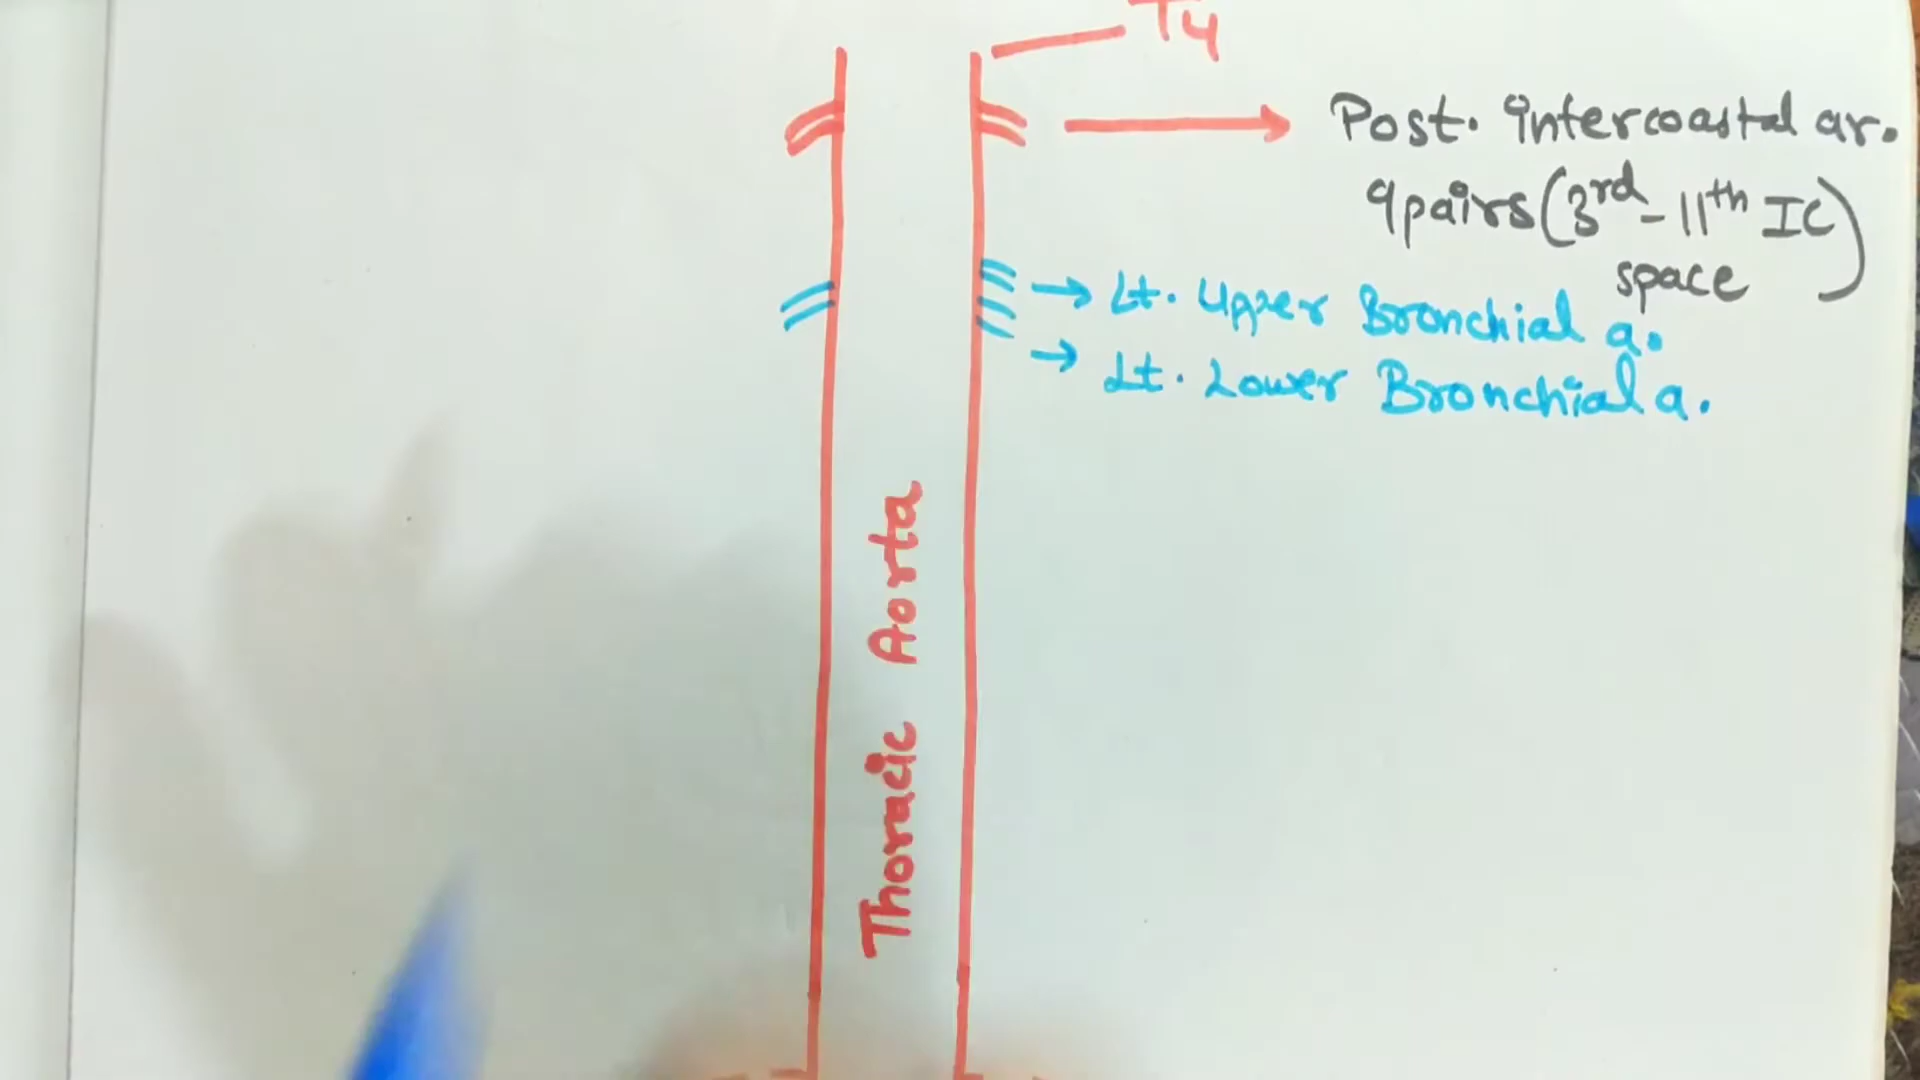 T4
Post. intercoastal ar.
9pairs (3rd - 11th IC)
space
Lt. Upper Bronchial a.
Lt. Lower Bronchial a.
Thoracic Aorta